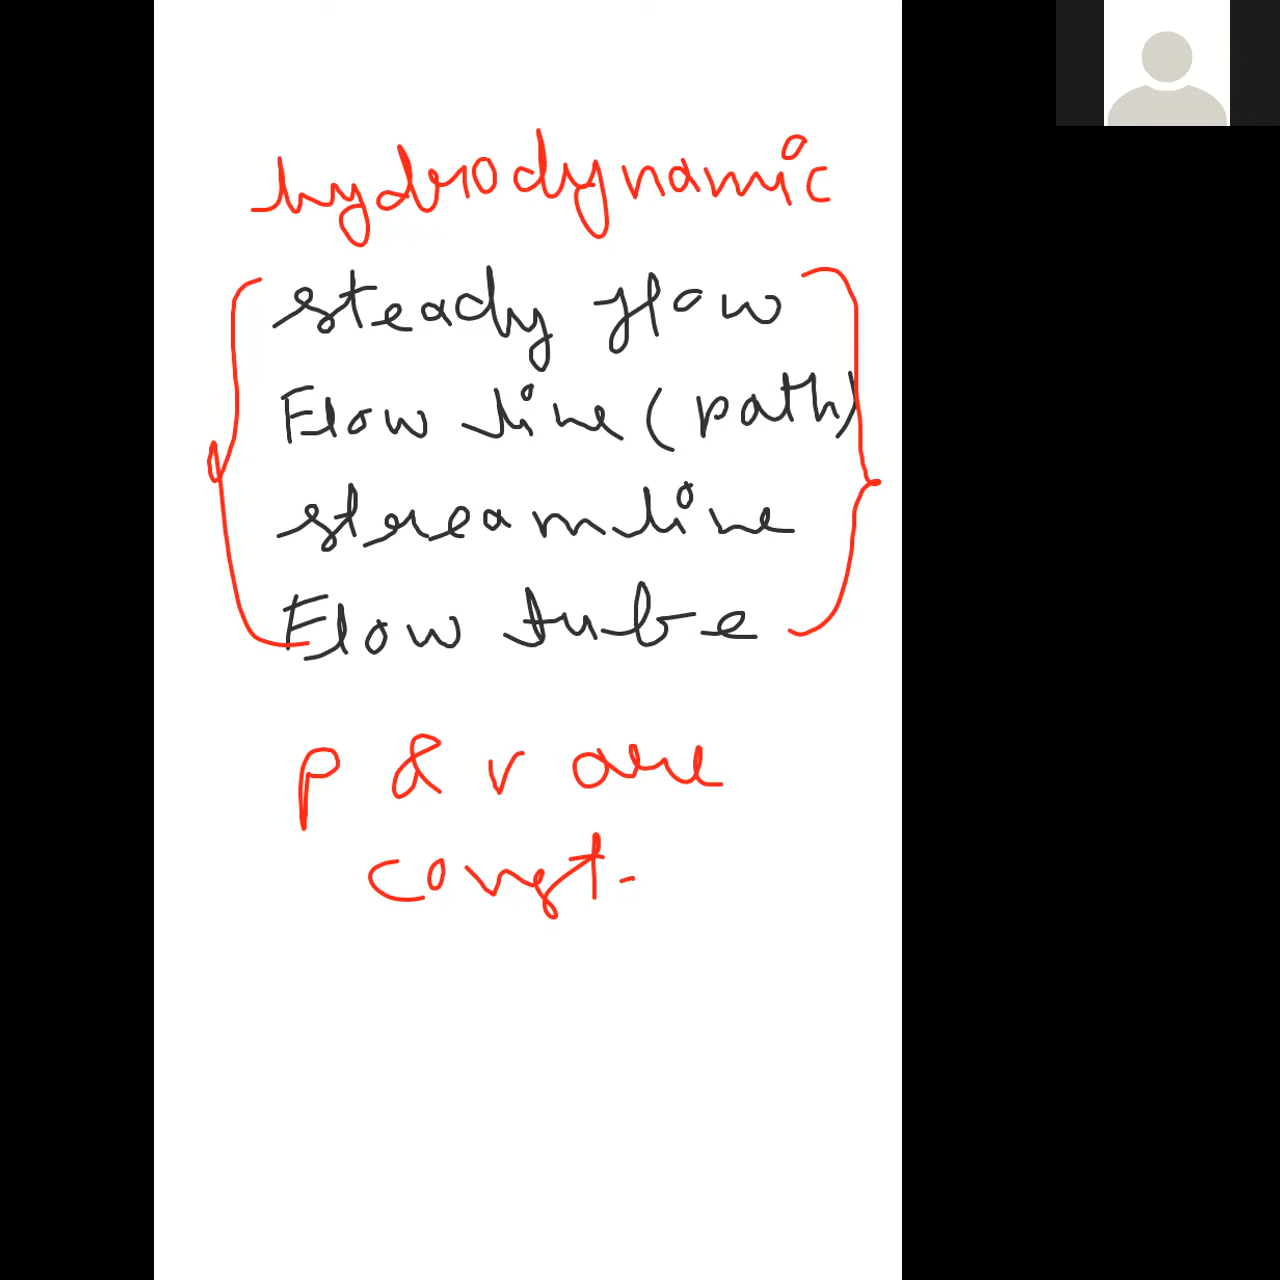 hydrodynamic
steady flow
Flow line (path)
streamline
Flow tube
p & v are
const.